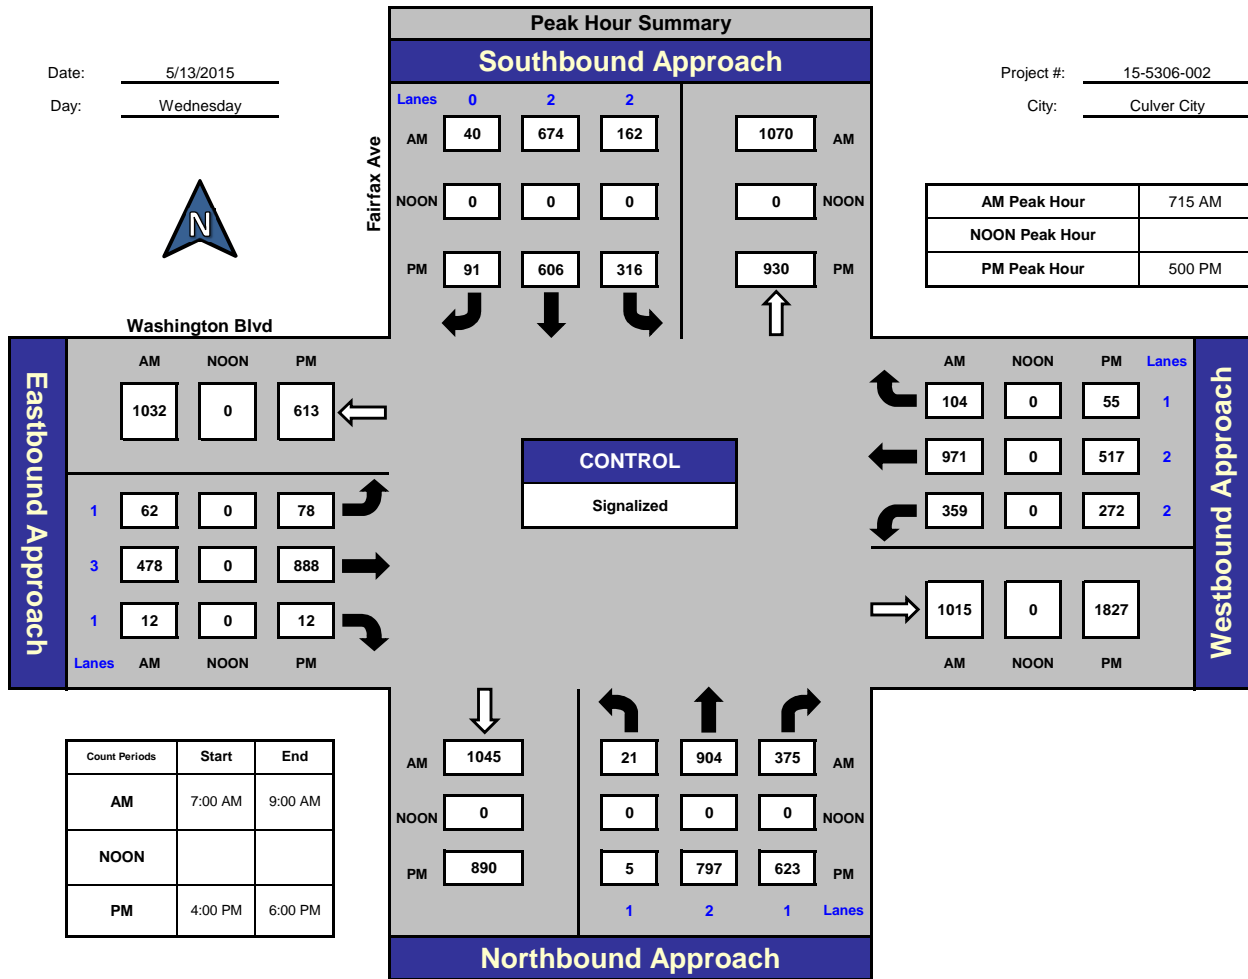 Peak Hour Summary
Southbound Approach
Date: 5/13/2015
Day: Wednesday
Project #: 15-5306-002
City: Culver City
N
Fairfax Ave
Lanes 0 2 2
AM 40 674 162 1070 AM
NOON 0 0 0 0 NOON
PM 91 606 316 930 PM
AM Peak Hour 715 AM
NOON Peak Hour
PM Peak Hour 500 PM
Washington Blvd
Eastbound Approach
AM NOON PM
1032 0 613
1 62 0 78
3 478 0 888
1 12 0 12
Lanes AM NOON PM
CONTROL
Signalized
AM NOON PM Lanes
104 0 55 1
971 0 517 2
359 0 272 2
1015 0 1827
AM NOON PM
Westbound Approach
Count Periods Start End
AM 7:00 AM 9:00 AM
NOON
PM 4:00 PM 6:00 PM
AM 1045 21 904 375 AM
NOON 0 0 0 0 NOON
PM 890 5 797 623 PM
1 2 1 Lanes
Northbound Approach